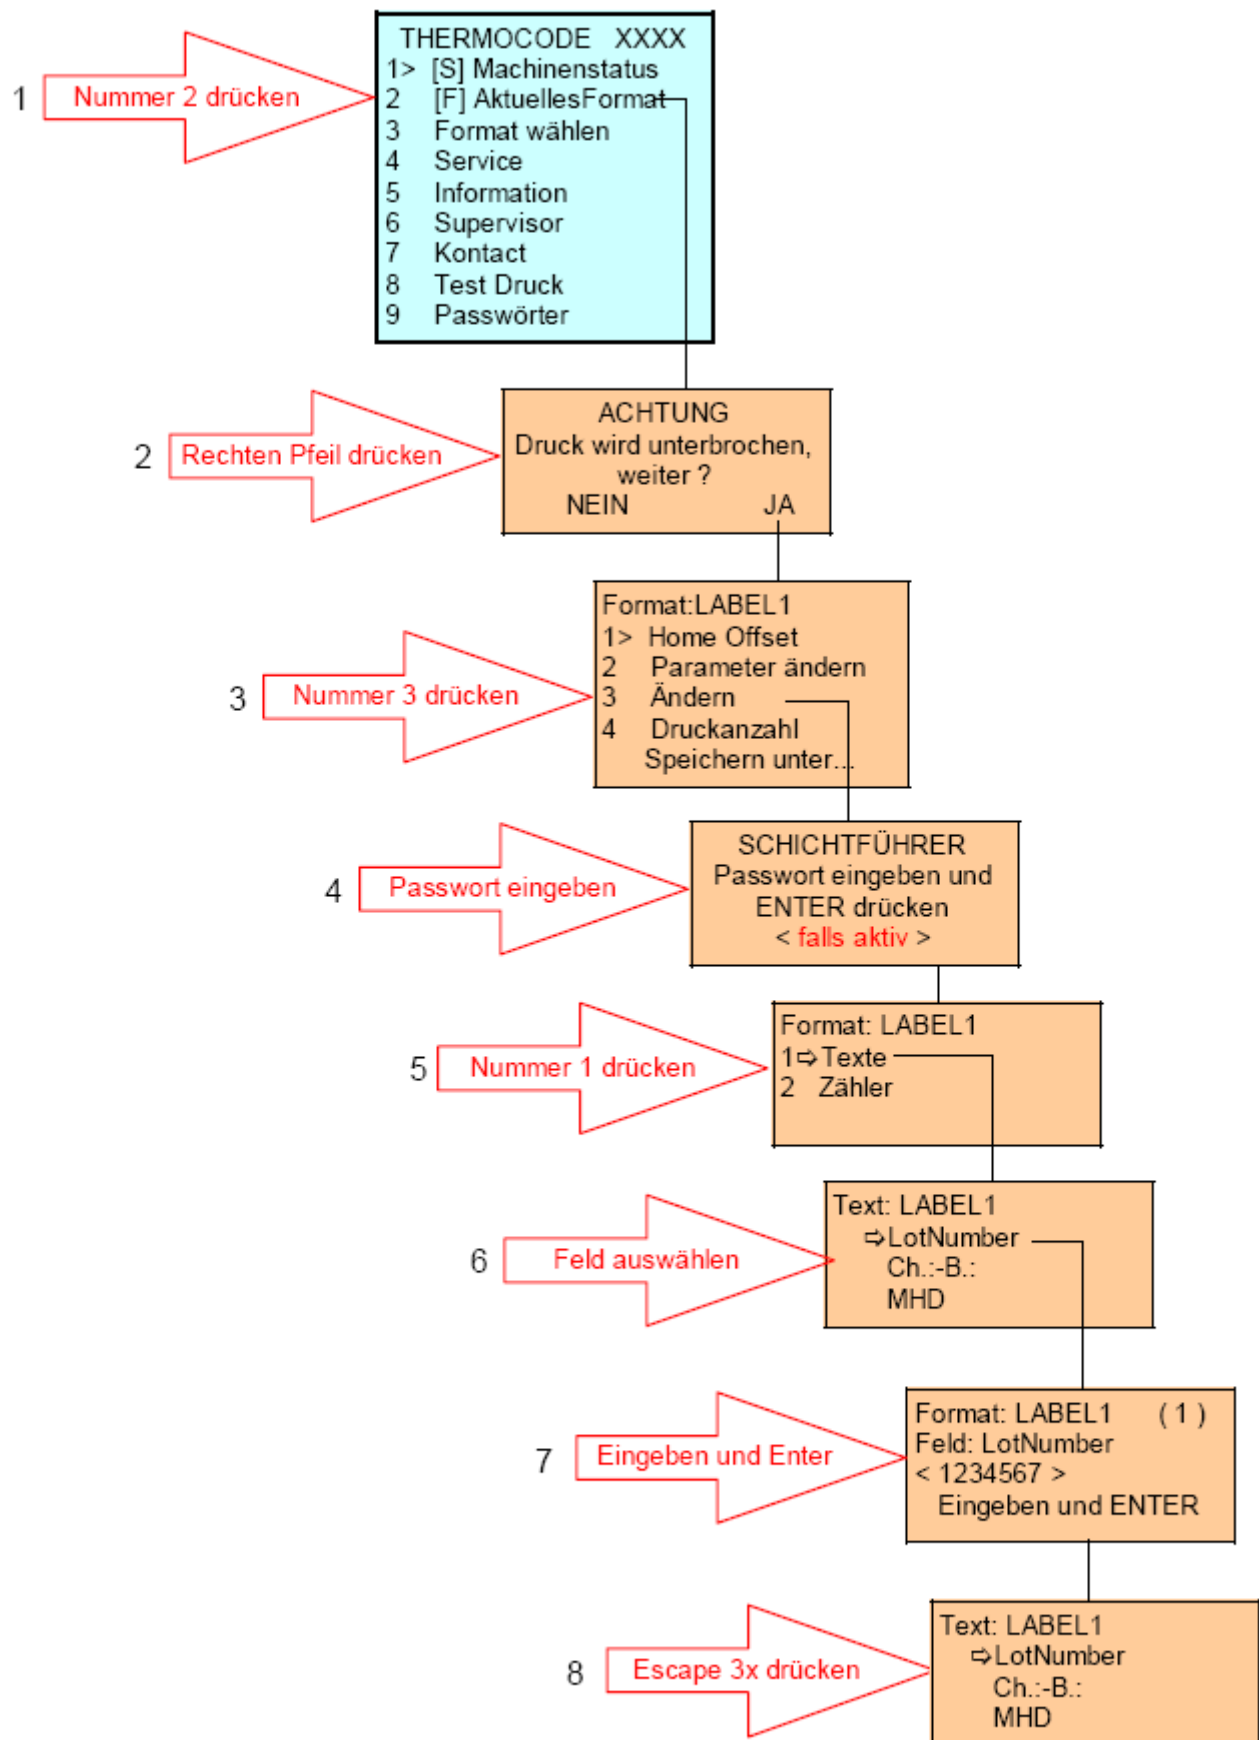 THERMOCODE XXXX
1> [S] Machinenstatus
2 [F] AktuellesFormat
3 Format wählen
4 Service
5 Information
6 Supervisor
7 Kontact
8 Test Druck
9 Passwörter
1 Nummer 2 drücken
ACHTUNG
Druck wird unterbrochen,
weiter ?
NEIN JA
2 Rechten Pfeil drücken
Format:LABEL1
1> Home Offset
2 Parameter ändern
3 Ändern
4 Druckanzahl
Speichern unter...
3 Nummer 3 drücken
SCHICHTFÜHRER
Passwort eingeben und
ENTER drücken
< falls aktiv >
4 Passwort eingeben
Format: LABEL1
1⇨Texte
2 Zähler
5 Nummer 1 drücken
Text: LABEL1
⇨LotNumber
Ch.:-B.:
MHD
6 Feld auswählen
Format: LABEL1 ( 1 )
Feld: LotNumber
< 1234567 >
Eingeben und ENTER
7 Eingeben und Enter
Text: LABEL1
⇨LotNumber
Ch.:-B.:
MHD
8 Escape 3x drücken